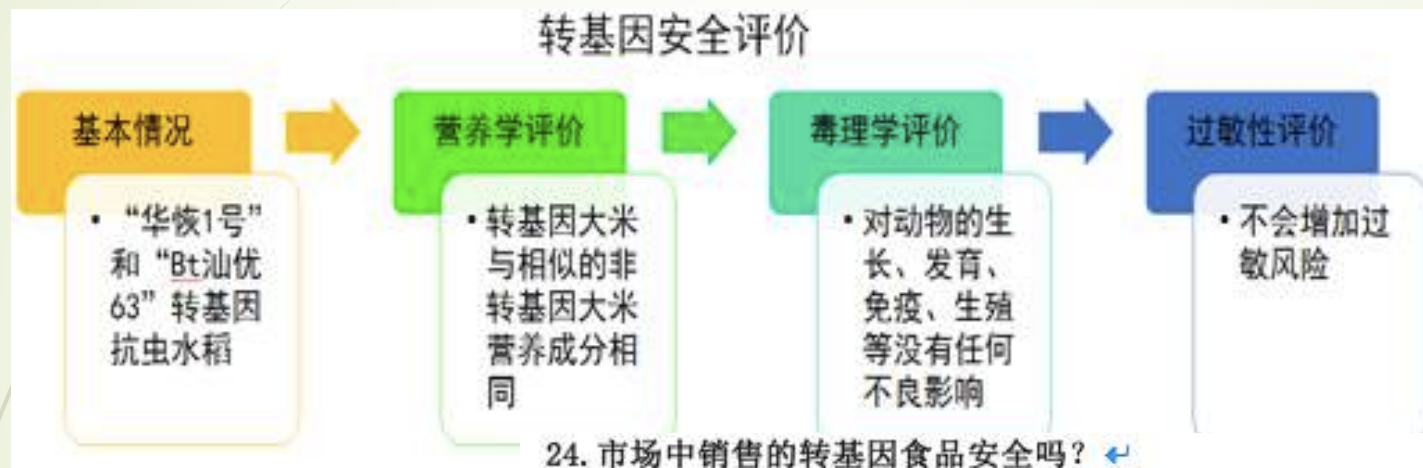 转基因安全评价
基本情况
• “华恢1号”
和“Bt汕优
63”转基因
抗虫水稻
营养学评价
• 转基因大米
与相似的非
转基因大米
营养成分相
同
毒理学评价
• 对动物的生
长、发育、
免疫、生殖
等没有任何
不良影响
过敏性评价
• 不会增加过
敏风险
24.市场中销售的转基因食品安全吗？↵